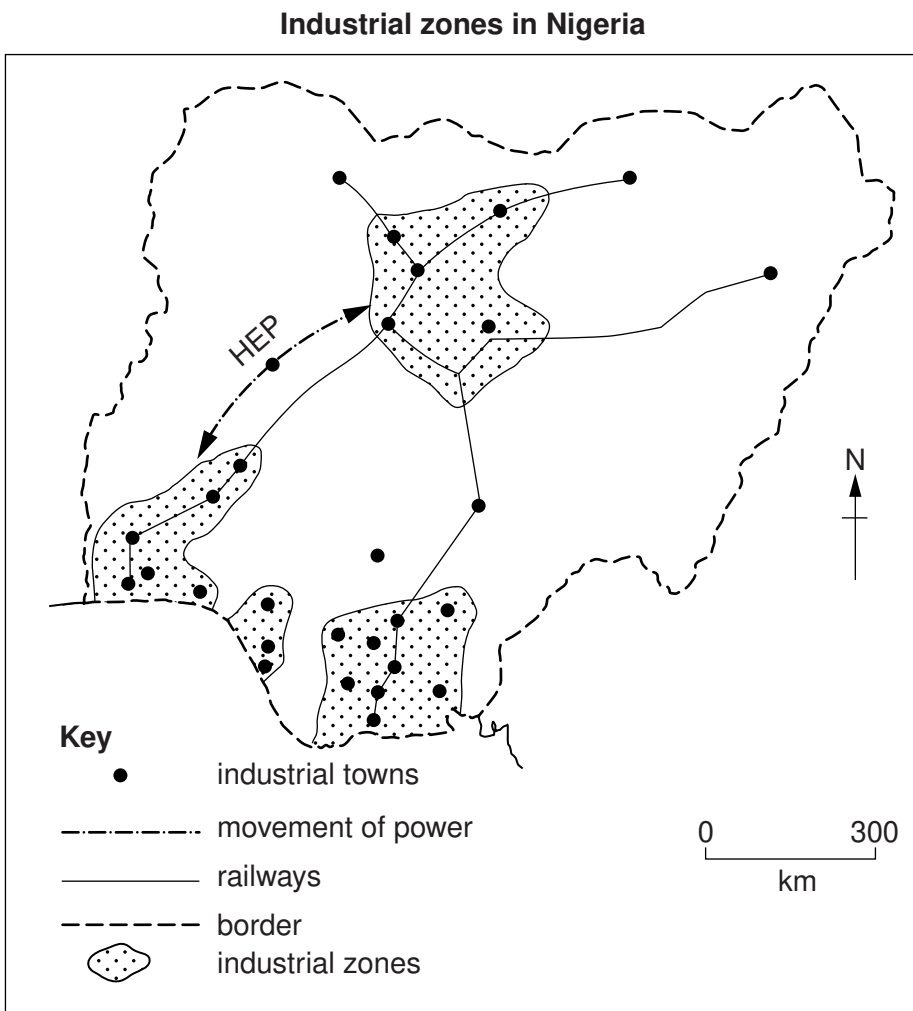 Industrial zones in Nigeria
HEP
N
Key
industrial towns
movement of power
railways
border
industrial zones
0 300
km